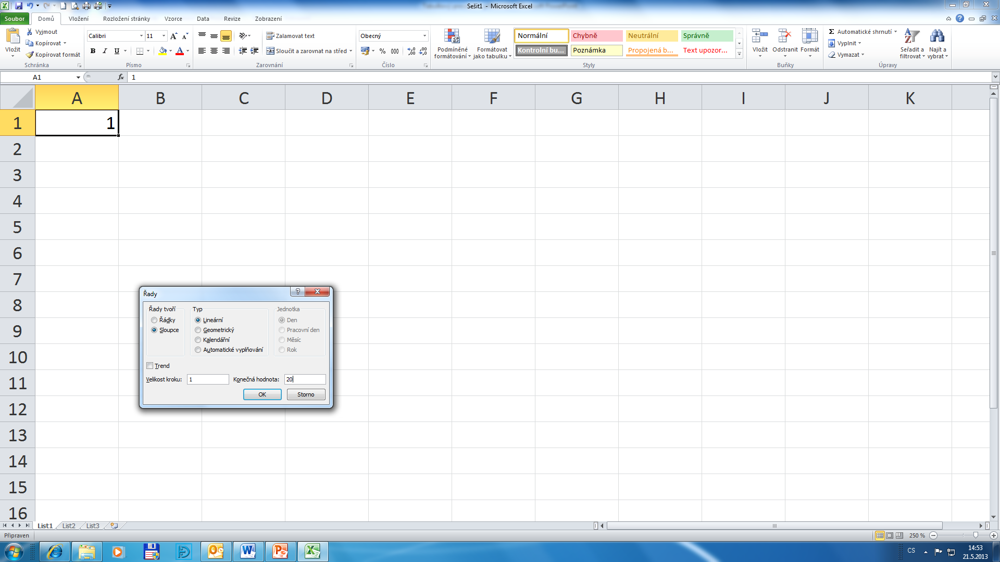 Sešit1 - Microsoft Excel
Soubor Domů Vložení Rozložení stránky Vzorce Data Revize Zobrazení
Vložit
Vyjmout
Kopírovat
Kopírovat formát
Schránka
Calibri 11
B I U
Písmo
Zalamovat text
Sloučit a zarovnat na střed
Zarovnání
Obecný
% 000
Číslo
Podmíněné formátování
Formátovat jako tabulku
Normální Chybně Neutrální Správně
Kontrolní bu... Poznámka Propojená b... Text upozor...
Styly
Vložit Odstranit Formát
Buňky
Σ Automatické shrnutí
Vyplnit
Vymazat
Seřadit a filtrovat
Najít a vybrat
Úpravy
A1 fx 1
A B C D E F G H I J K
1 1
2
3
4
5
6
7
8
9
10
11
12
13
14
15
16
Řady
Řady tvoří
Řádky
Sloupce
Typ
Lineární
Geometrický
Kalendářní
Automatické vyplňování
Jednotka
Den
Pracovní den
Měsíc
Rok
Trend
Velikost kroku: 1 Konečná hodnota: 20
OK Storno
List1 List2 List3
Připraven 250 %
CS 14:53
21.5.2013